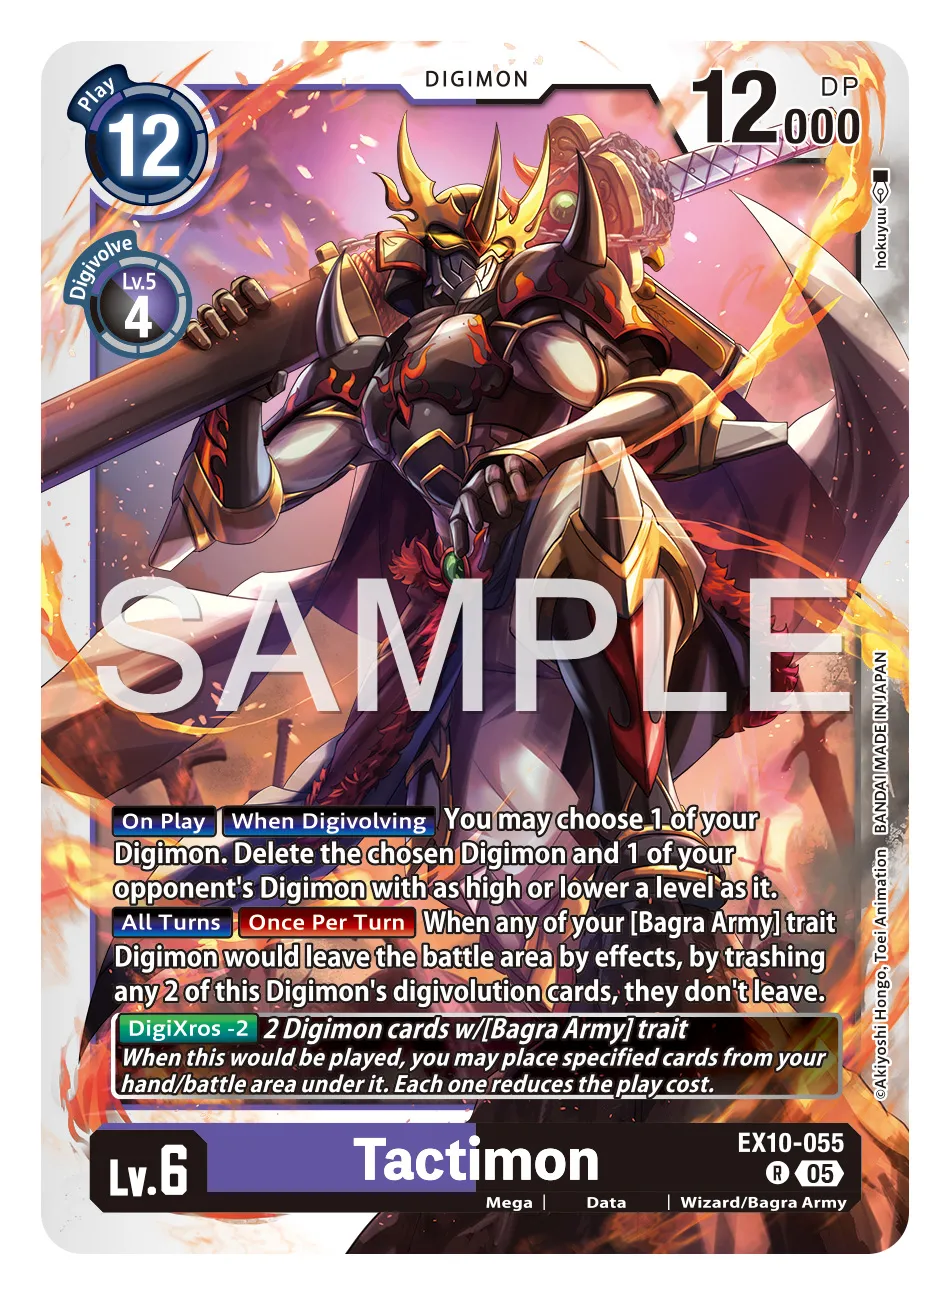 DIGIMON
Play
12
12000
DP
Digivolve
Lv.5
4
hokuyuu
SAMPLE
On Play When Digivolving You may choose 1 of your
Digimon. Delete the chosen Digimon and 1 of your
opponent's Digimon with as high or lower a level as it.
All Turns Once Per Turn When any of your [Bagra Army] trait
Digimon would leave the battle area by effects, by trashing
any 2 of this Digimon's digivolution cards, they don't leave.
DigiXros -2 2 Digimon cards w/[Bagra Army] trait
When this would be played, you may place specified cards from your
hand/battle area under it. Each one reduces the play cost.
©Akiyoshi Hongo, Toei Animation BANDAI MADE IN JAPAN
Lv.6
Tactimon
EX10-055
R 05
Mega | Data | Wizard/Bagra Army